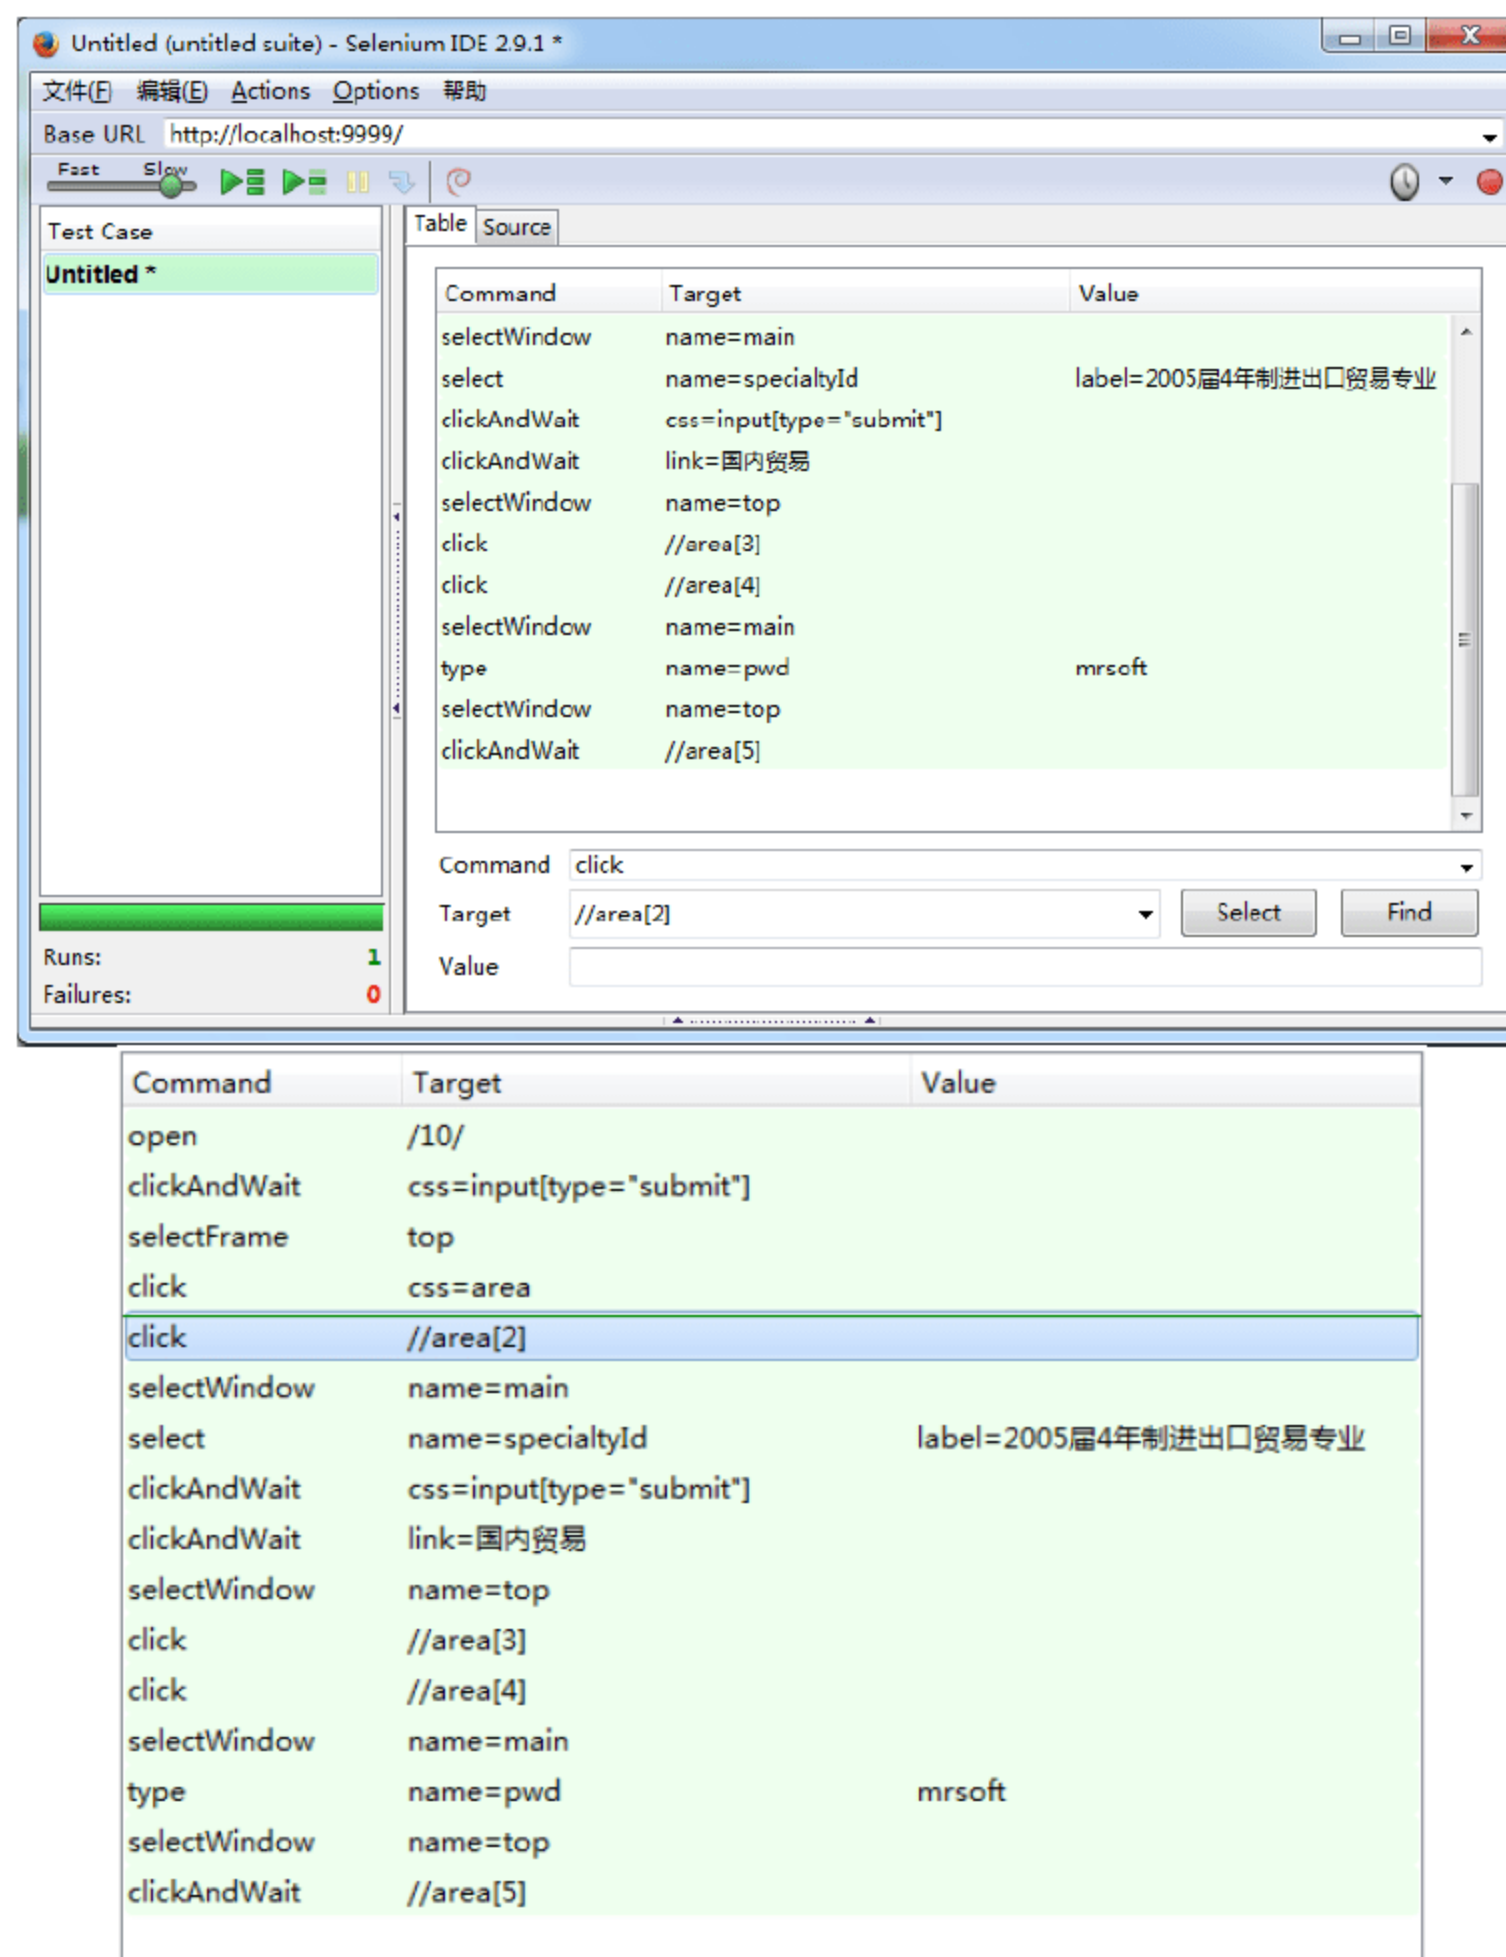 Untitled (untitled suite) - Selenium IDE 2.9.1 *
文件(F) 编辑(E) Actions Options 帮助
Base URL http://localhost:9999/
Fast Slow
Test Case
Untitled *
Table Source
Command Target Value
selectWindow name=main
select name=specialtyId label=2005届4年制进出口贸易专业
clickAndWait css=input[type="submit"]
clickAndWait link=国内贸易
selectWindow name=top
click //area[3]
click //area[4]
selectWindow name=main
type name=pwd mrsoft
selectWindow name=top
clickAndWait //area[5]
Command click
Target //area[2] Select Find
Value
Runs: 1
Failures: 0
Command Target Value
open /10/
clickAndWait css=input[type="submit"]
selectFrame top
click css=area
click //area[2]
selectWindow name=main
select name=specialtyId label=2005届4年制进出口贸易专业
clickAndWait css=input[type="submit"]
clickAndWait link=国内贸易
selectWindow name=top
click //area[3]
click //area[4]
selectWindow name=main
type name=pwd mrsoft
selectWindow name=top
clickAndWait //area[5]